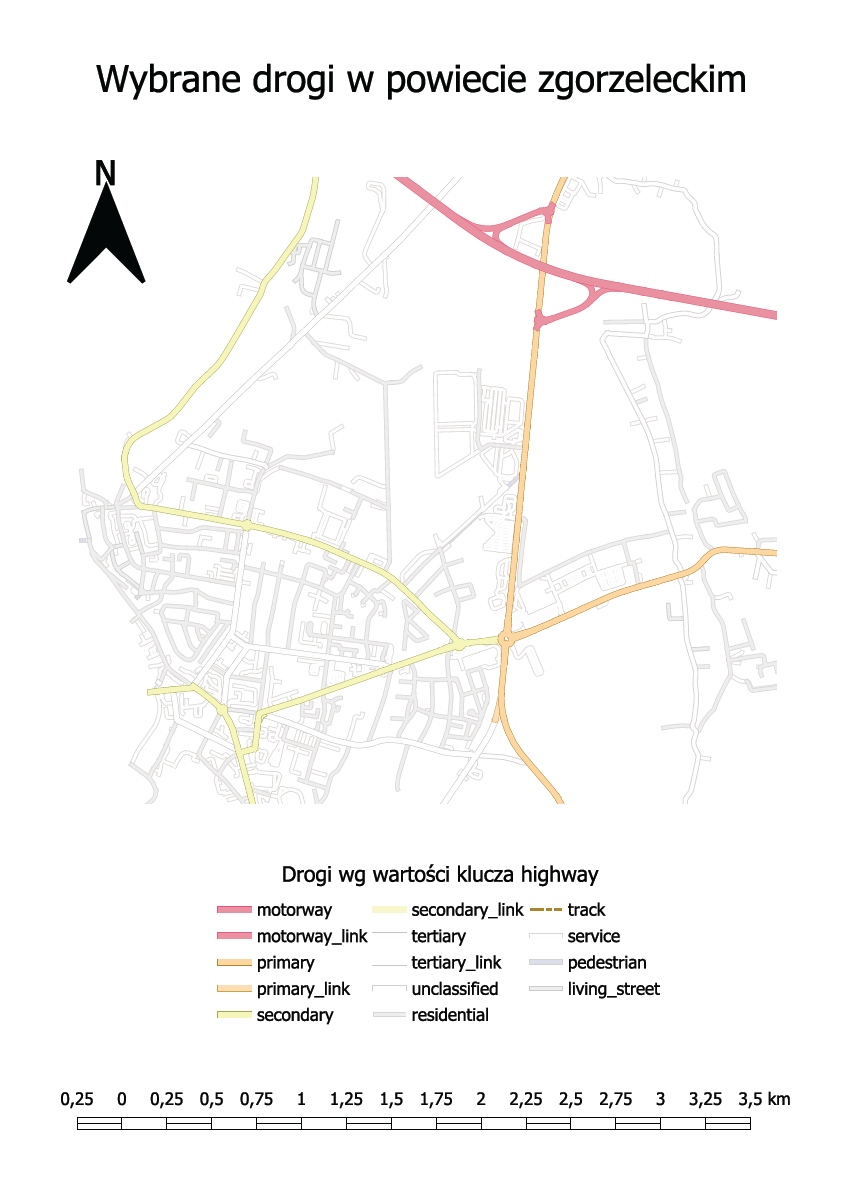 Wybrane drogi w powiecie zgorzeleckim
N
Drogi wg wartości klucza highway
motorway
motorway_link
primary
primary_link
secondary
secondary_link
tertiary
tertiary_link
unclassified
residential
track
service
pedestrian
living_street
0,25 0 0,25 0,5 0,75 1 1,25 1,5 1,75 2 2,25 2,5 2,75 3 3,25 3,5 km